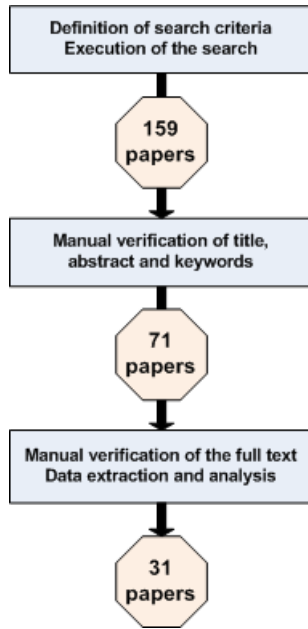 Definition of search criteria
Execution of the search
159
papers
Manual verification of title,
abstract and keywords
71
papers
Manual verification of the full text
Data extraction and analysis
31
papers